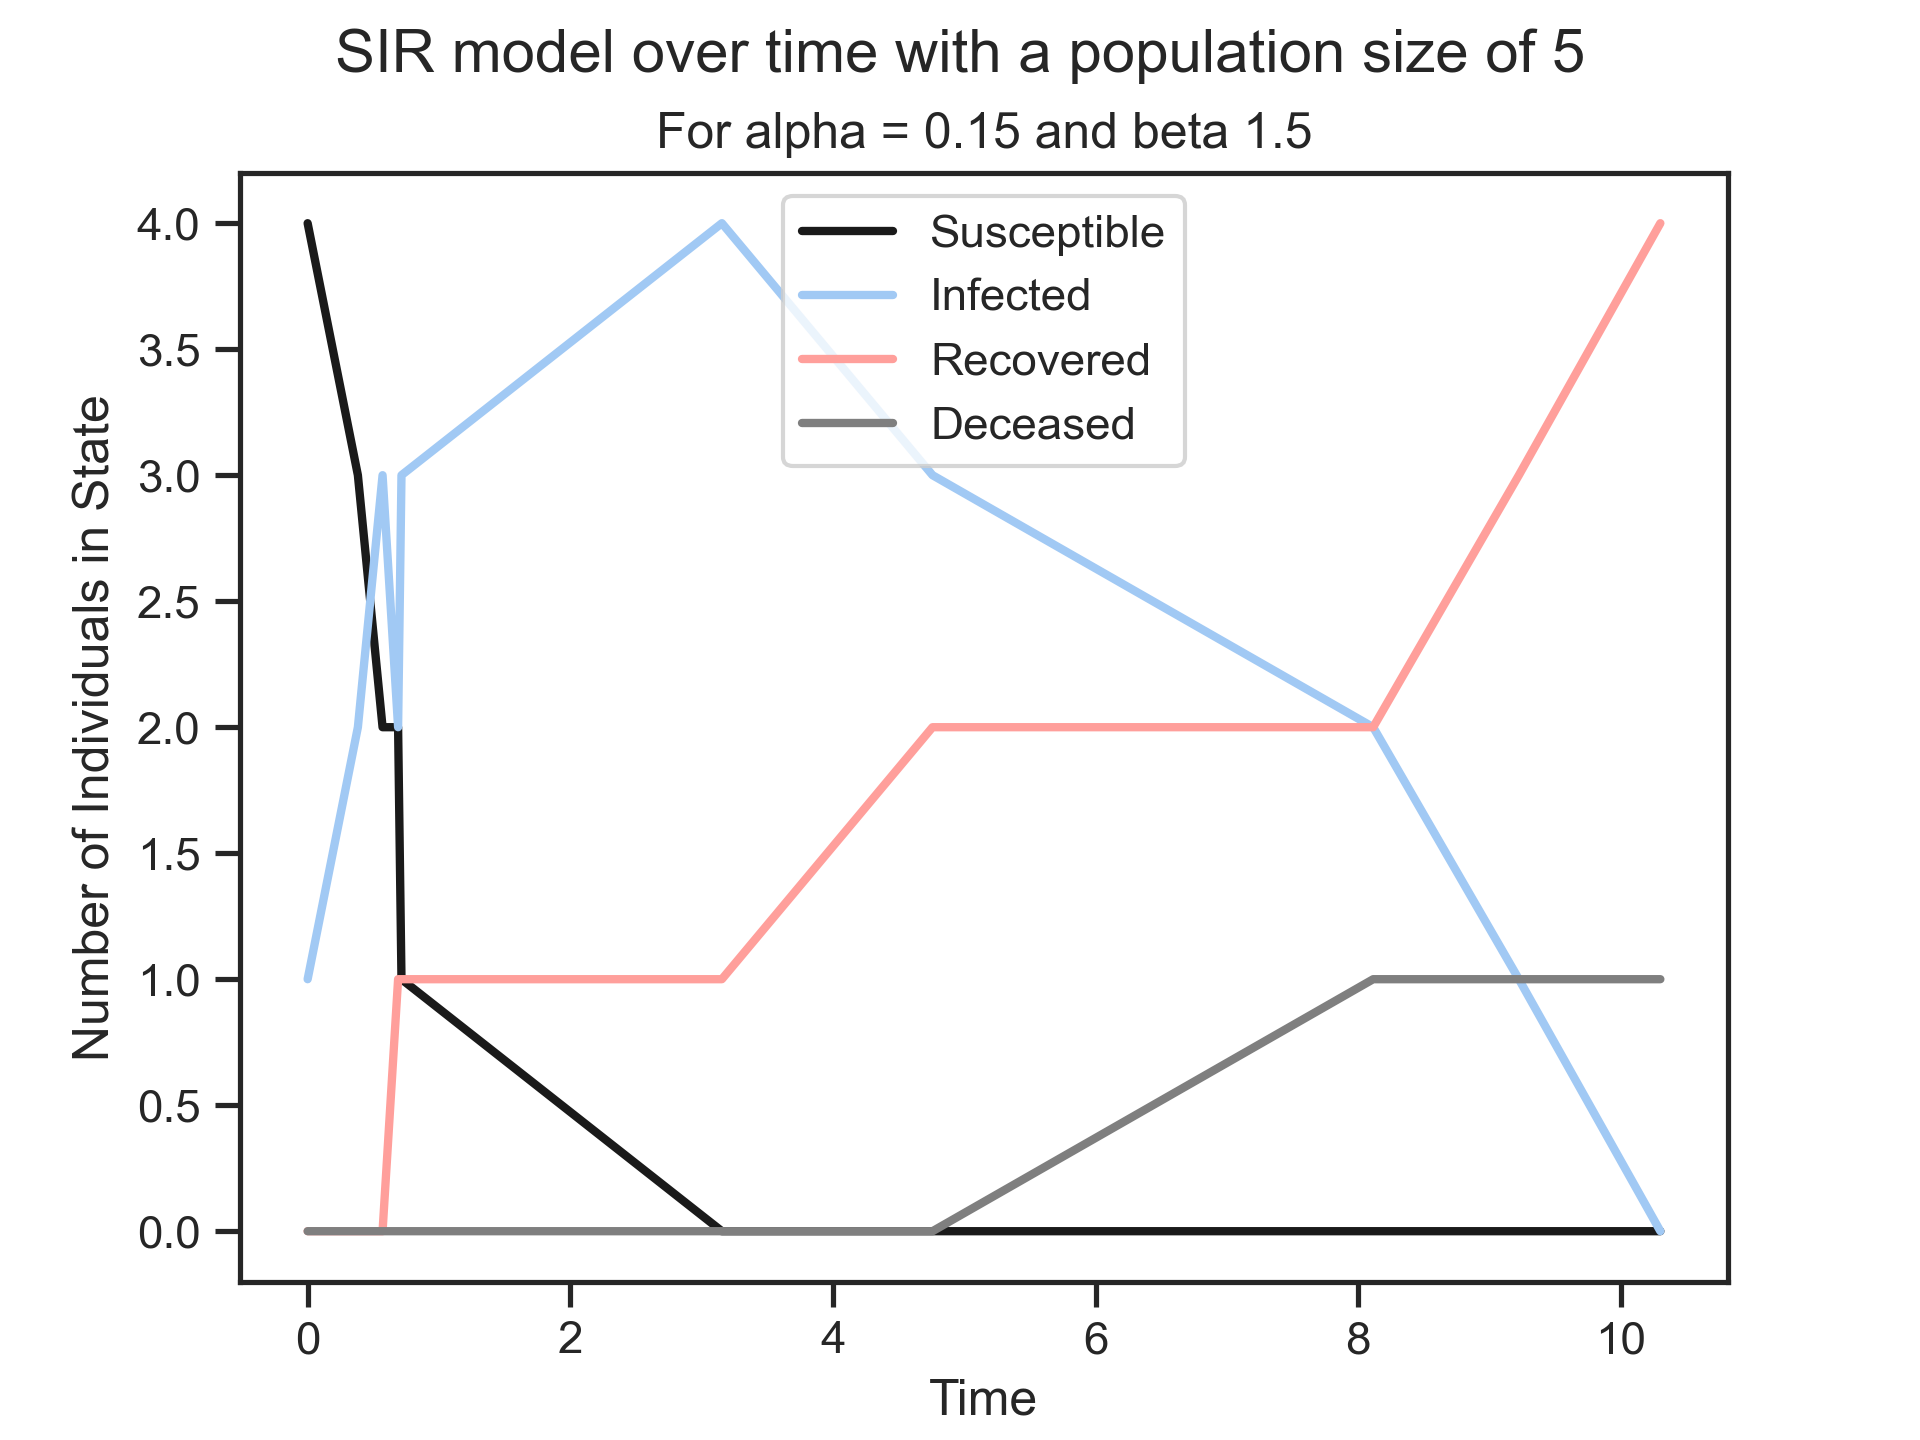 SIR model over time with a population size of 5
For alpha = 0.15 and beta 1.5
Susceptible
Infected
Recovered
Deceased
Number of Individuals in State
4.0
3.5
3.0
2.5
2.0
1.5
1.0
0.5
0.0
0 2 4 6 8 10
Time